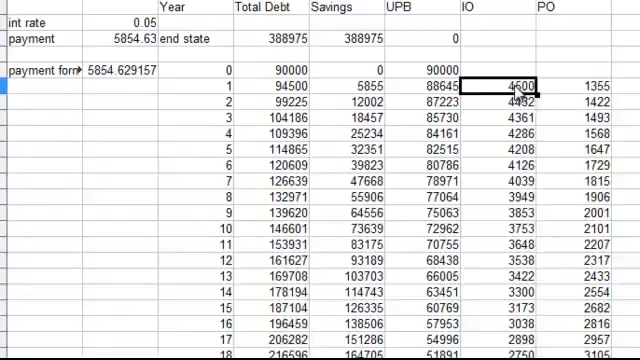 Year Total Debt Savings UPB IO PO
int rate 0.05
payment 5854.63 end state 388975 388975 0
payment form 5854.629157 0 90000 0 90000
1 94500 5855 88645 4500 1355
2 99225 12002 87223 4432 1422
3 104186 18457 85730 4361 1493
4 109396 25234 84161 4286 1568
5 114865 32351 82515 4208 1647
6 120609 39823 80786 4126 1729
7 126639 47668 78971 4039 1815
8 132971 55906 77064 3949 1906
9 139620 64556 75063 3853 2001
10 146601 73639 72962 3753 2101
11 153931 83175 70755 3648 2207
12 161627 93189 68438 3538 2317
13 169708 103703 66005 3422 2433
14 178194 114743 63451 3300 2554
15 187104 126335 60769 3173 2682
16 196459 138506 57953 3038 2816
17 206282 151286 54996 2898 2957
18 216596 164705 51891 2750 3105